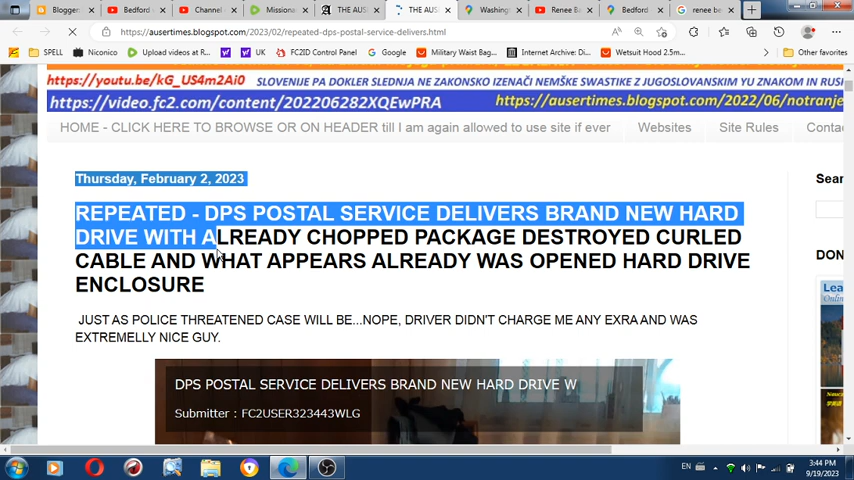 Blogger:
Bedford
Channel
Missiona
THE AUS
THE AUS
Washing
Renee B
Bedford
renee be
https://ausertimes.blogspot.com/2023/02/repeated-dps-postal-service-delivers.html
SPELL
Niconico
Upload videos at R...
UK
FC2ID Control Panel
Google
Military Waist Bag...
Internet Archive: Di...
Wetsuit Hood 2.5m...
Other favorites
https://youtu.be/kG_US4m2Ai0 SLOVENIJE PA DOKLER SLEDNJA NE ZAKONSKO IZENAČI NEMŠKE SWASTIKE Z JUGOSLOVANSKIM YU ZNAKOM IN RUSK
https://video.fc2.com/content/202206282XQEwPRA https://ausertimes.blogspot.com/2022/06/notranje
HOME - CLICK HERE TO BROWSE OR ON HEADER till I am again allowed to use site if ever
Websites
Site Rules
Conta
Thursday, February 2, 2023
Sear
REPEATED - DPS POSTAL SERVICE DELIVERS BRAND NEW HARD
DRIVE WITH ALREADY CHOPPED PACKAGE DESTROYED CURLED
CABLE AND WHAT APPEARS ALREADY WAS OPENED HARD DRIVE
ENCLOSURE
DON
Lea
Online
JUST AS POLICE THREATENED CASE WILL BE...NOPE, DRIVER DIDN'T CHARGE ME ANY EXRA AND WAS
EXTREMELLY NICE GUY.
DPS POSTAL SERVICE DELIVERS BRAND NEW HARD DRIVE W
Submitter : FC2USER323443WLG
EN
3:44 PM
9/19/2023